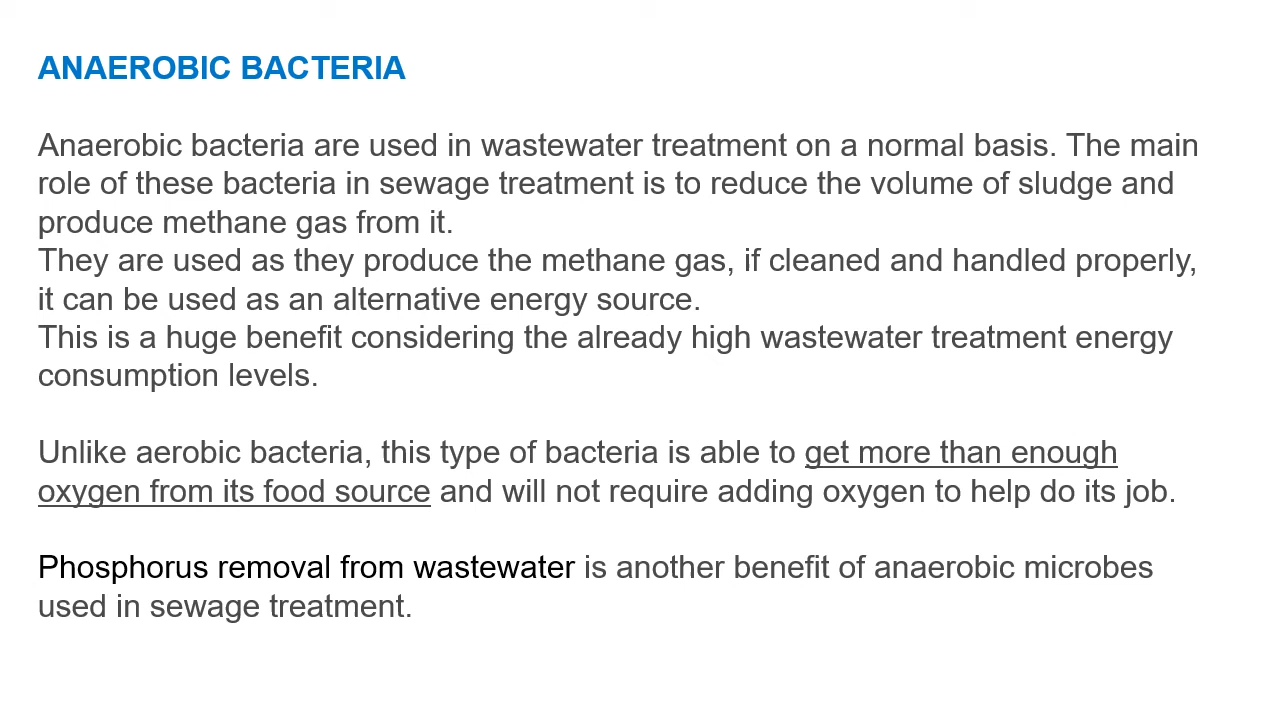 ANAEROBIC BACTERIA
Anaerobic bacteria are used in wastewater treatment on a normal basis. The main
role of these bacteria in sewage treatment is to reduce the volume of sludge and
produce methane gas from it.
They are used as they produce the methane gas, if cleaned and handled properly,
it can be used as an alternative energy source.
This is a huge benefit considering the already high wastewater treatment energy
consumption levels.
Unlike aerobic bacteria, this type of bacteria is able to get more than enough
oxygen from its food source and will not require adding oxygen to help do its job.
Phosphorus removal from wastewater is another benefit of anaerobic microbes
used in sewage treatment.